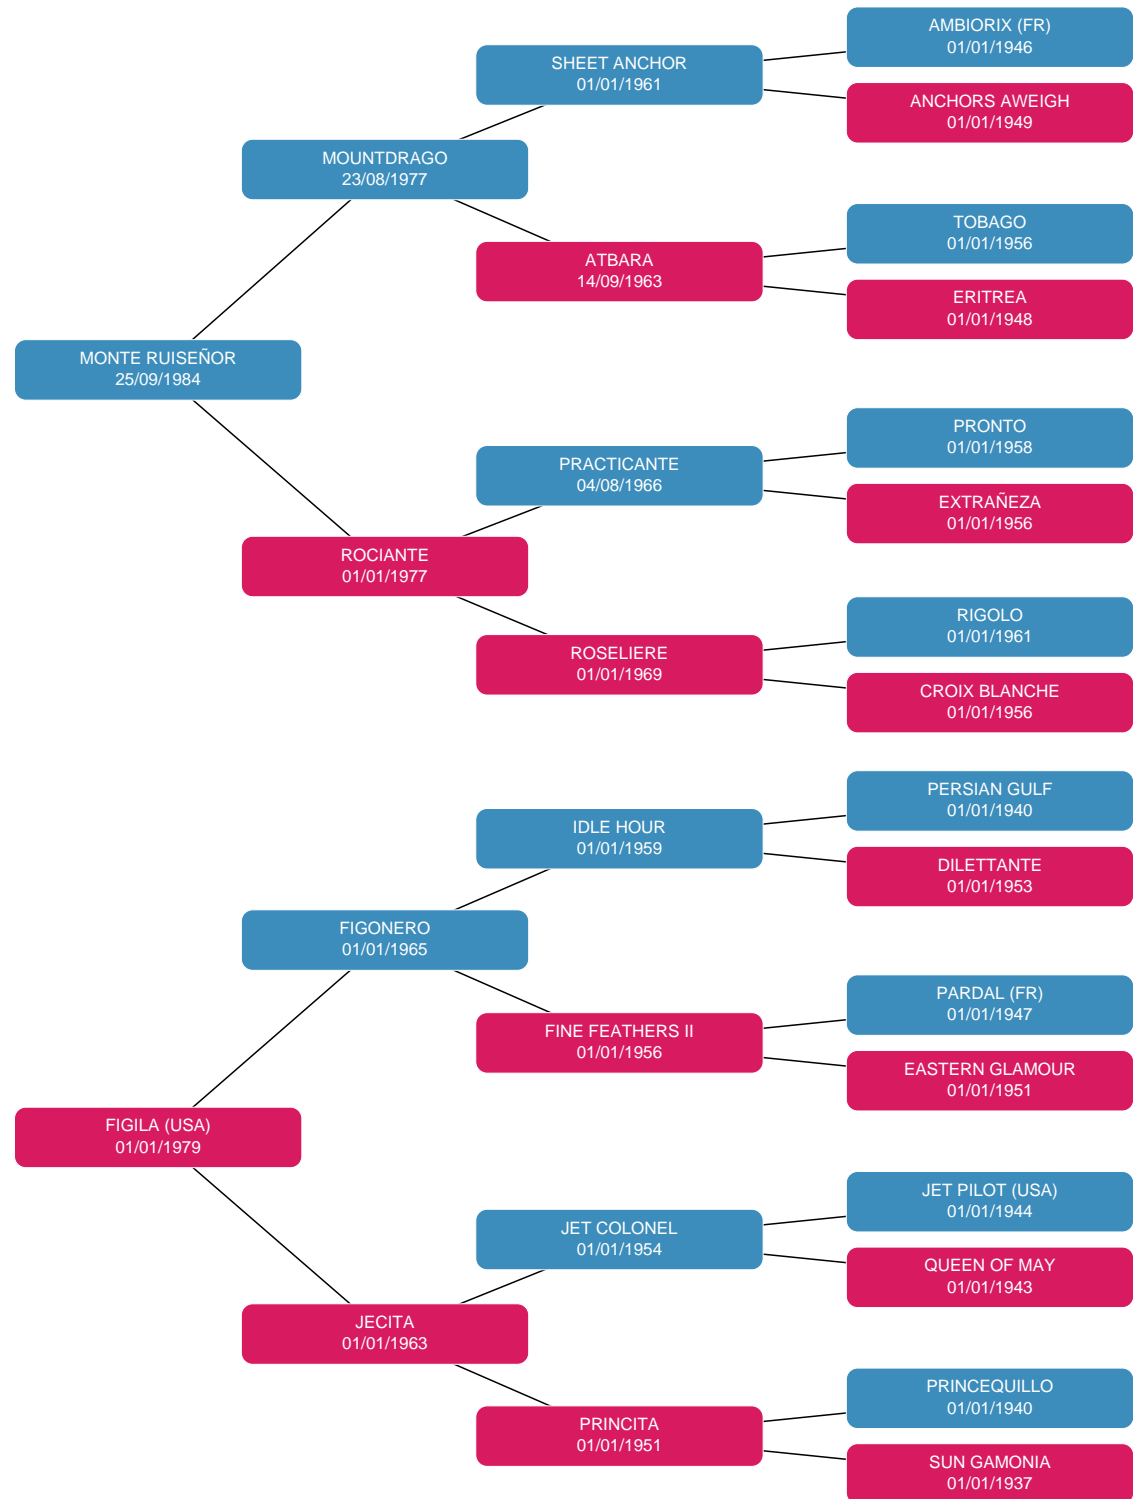 AMBIORIX (FR)
01/01/1946
SHEET ANCHOR
01/01/1961
ANCHORS AWEIGH
01/01/1949
MOUNTDRAGO
23/08/1977
TOBAGO
01/01/1956
ATBARA
14/09/1963
ERITREA
01/01/1948
MONTE RUISEÑOR
25/09/1984
PRONTO
01/01/1958
PRACTICANTE
04/08/1966
EXTRAÑEZA
01/01/1956
ROCIANTE
01/01/1977
RIGOLO
01/01/1961
ROSELIERE
01/01/1969
CROIX BLANCHE
01/01/1956
PERSIAN GULF
01/01/1940
IDLE HOUR
01/01/1959
DILETTANTE
01/01/1953
FIGONERO
01/01/1965
PARDAL (FR)
01/01/1947
FINE FEATHERS II
01/01/1956
EASTERN GLAMOUR
01/01/1951
FIGILA (USA)
01/01/1979
JET PILOT (USA)
01/01/1944
JET COLONEL
01/01/1954
QUEEN OF MAY
01/01/1943
JECITA
01/01/1963
PRINCEQUILLO
01/01/1940
PRINCITA
01/01/1951
SUN GAMONIA
01/01/1937